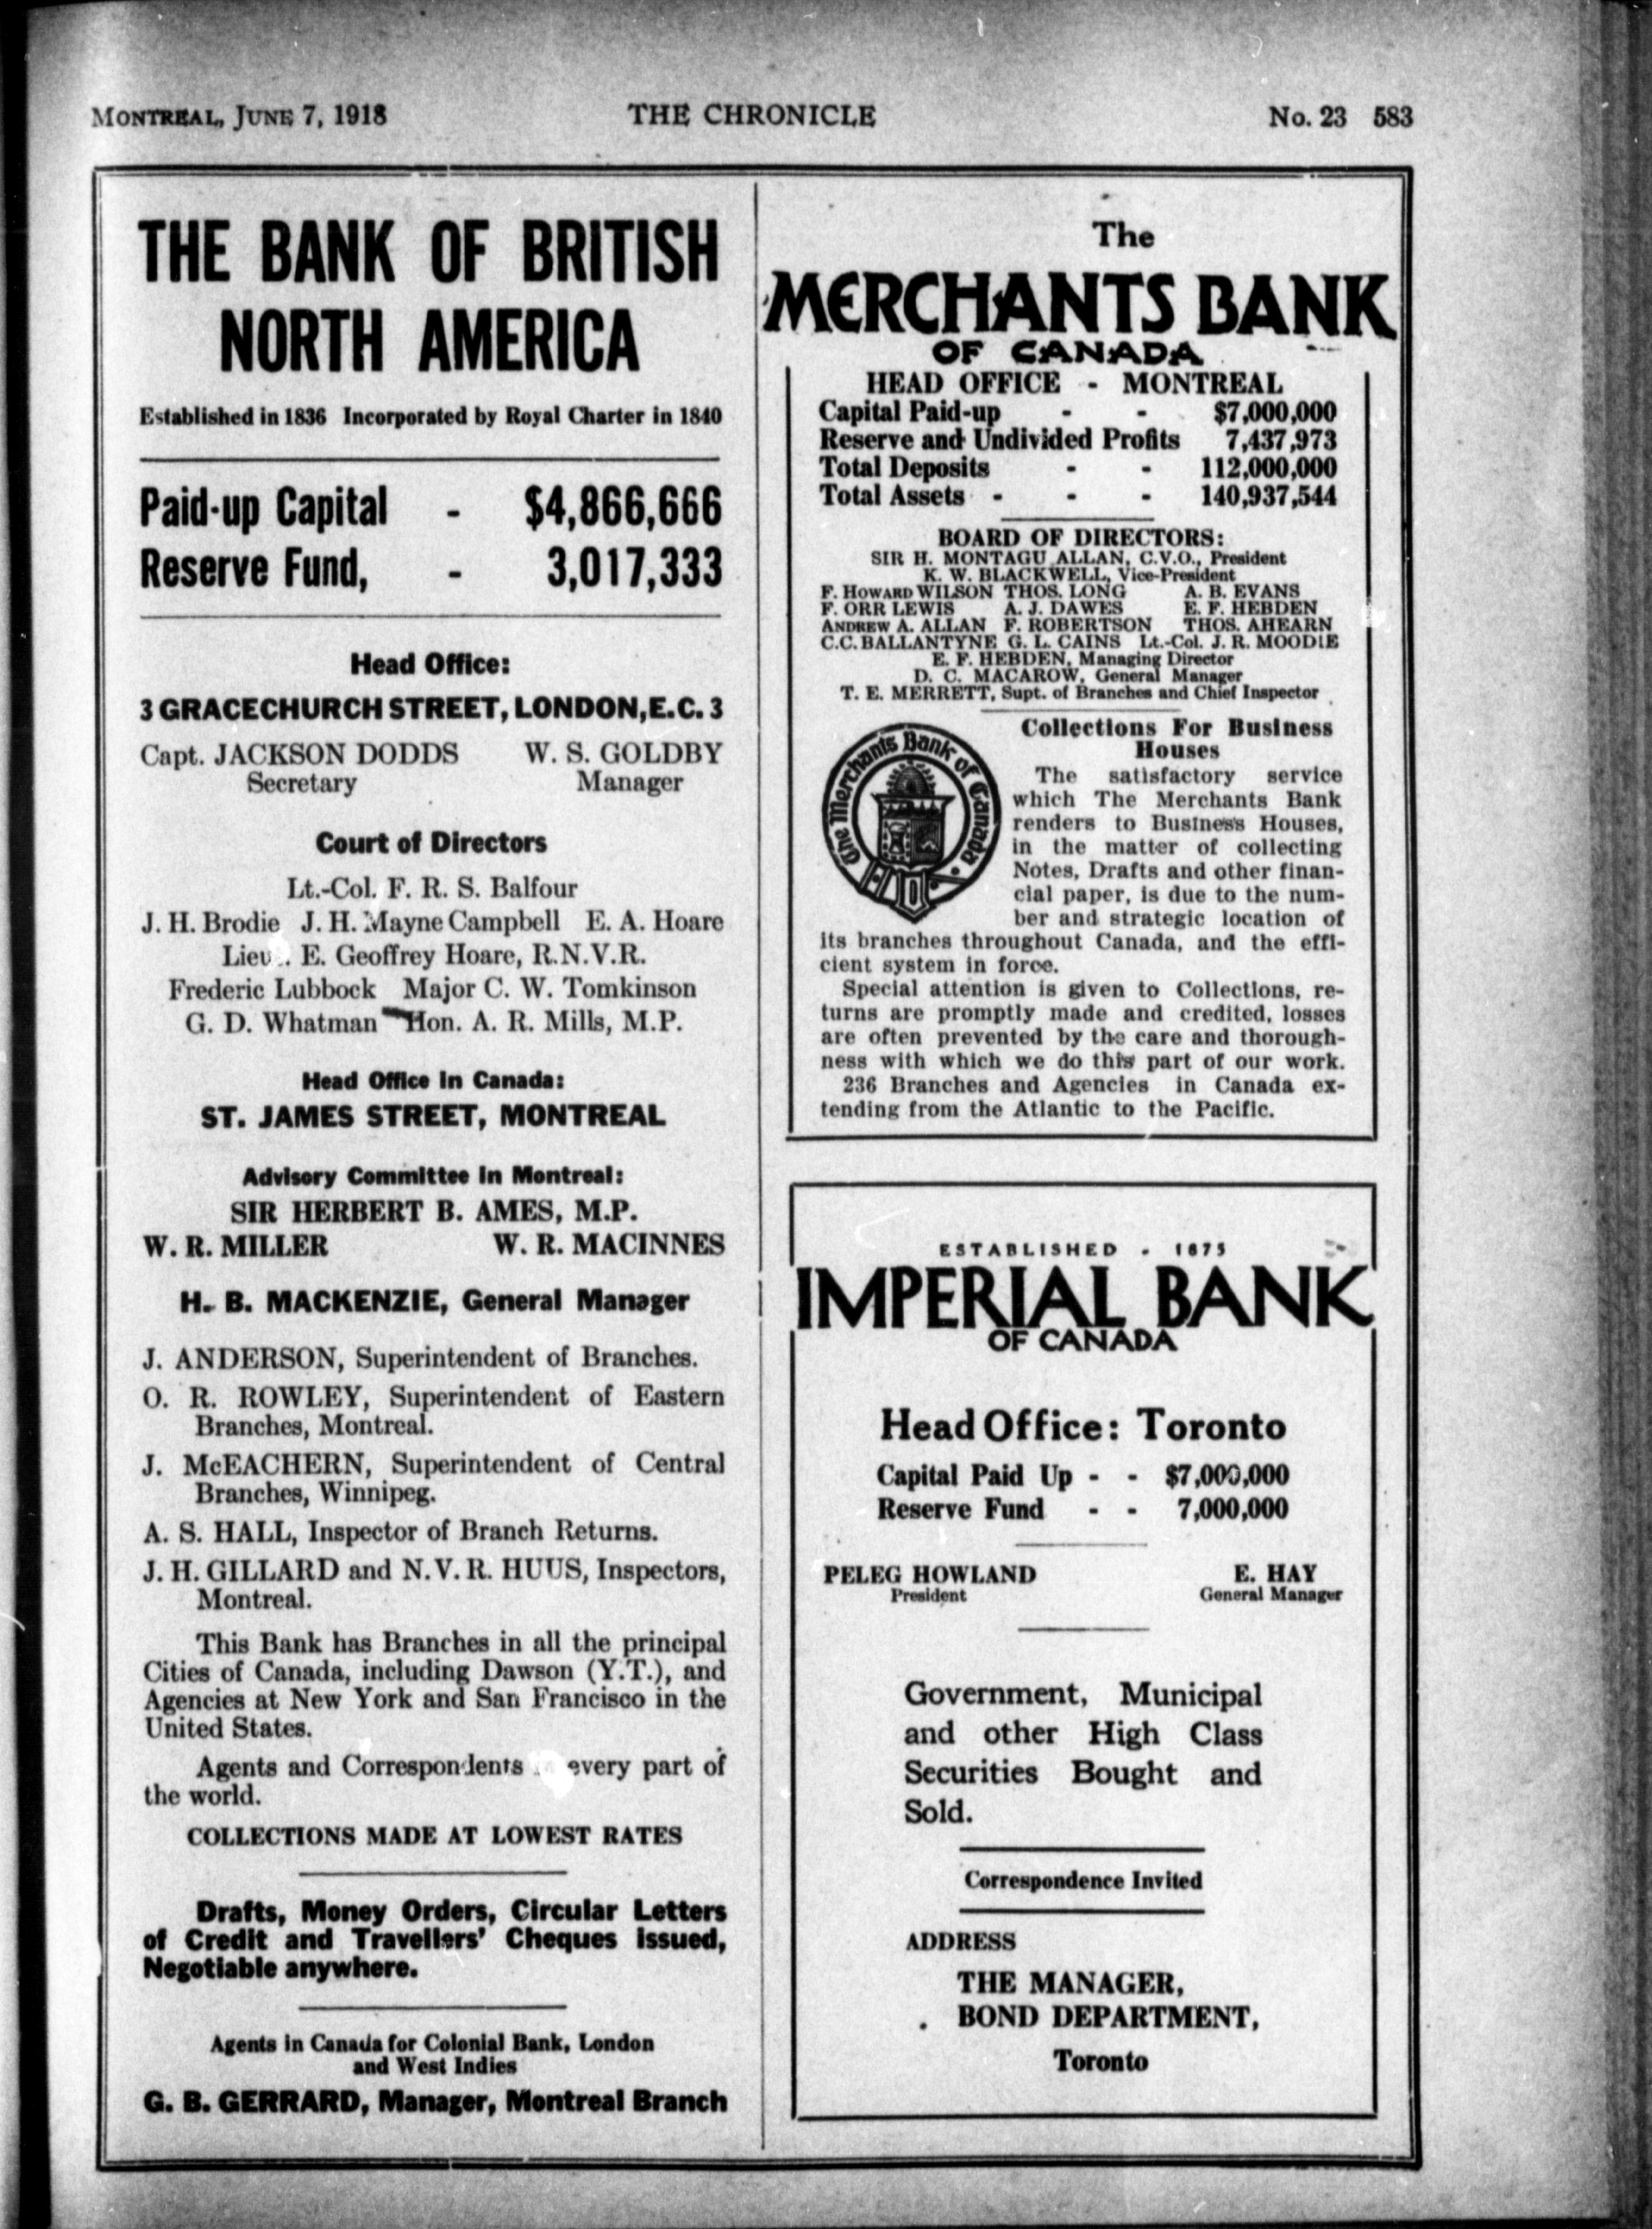 MONTREAL, JUNE 7, 1918 THE CHRONICLE No. 23 583
THE BANK OF BRITISH
NORTH AMERICA
Established in 1836 Incorporated by Royal Charter in 1840
Paid-up Capital - $4,866,666
Reserve Fund, - 3,017,333
Head Office:
3 GRACECHURCH STREET, LONDON, E.C. 3
Capt. JACKSON DODDS W. S. GOLDBY
Secretary Manager
Court of Directors
Lt.-Col. F. R. S. Balfour
J. H. Brodie J. H. Mayne Campbell E. A. Hoare
Lieu . E. Geoffrey Hoare, R.N.V.R.
Frederic Lubbock Major C. W. Tomkinson
G. D. Whatman Hon. A. R. Mills, M.P.
Head Office in Canada:
ST. JAMES STREET, MONTREAL
Advisory Committee in Montreal:
SIR HERBERT B. AMES, M.P.
W. R. MILLER W. R. MACINNES
H. B. MACKENZIE, General Manager
J. ANDERSON, Superintendent of Branches.
O. R. ROWLEY, Superintendent of Eastern
Branches, Montreal.
J. McEACHERN, Superintendent of Central
Branches, Winnipeg.
A. S. HALL, Inspector of Branch Returns.
J. H. GILLARD and N. V. R. HUUS, Inspectors,
Montreal.
This Bank has Branches in all the principal
Cities of Canada, including Dawson (Y.T.), and
Agencies at New York and San Francisco in the
United States.
Agents and Correspondents every part of
the world.
COLLECTIONS MADE AT LOWEST RATES
Drafts, Money Orders, Circular Letters
of Credit and Travellers' Cheques issued,
Negotiable anywhere.
Agents in Canada for Colonial Bank, London
and West Indies
G. B. GERRARD, Manager, Montreal Branch
The
MERCHANTS BANK
OF CANADA
HEAD OFFICE - MONTREAL
Capital Paid-up - - $7,000,000
Reserve and Undivided Profits 7,437,973
Total Deposits - - 112,000,000
Total Assets - - - 140,937,544
BOARD OF DIRECTORS:
SIR H. MONTAGU ALLAN, C.V.O., President
K. W. BLACKWELL, Vice-President
F. HOWARD WILSON THOS. LONG A. B. EVANS
F. ORR LEWIS A. J. DAWES E. F. HEBDEN
ANDREW A. ALLAN F. ROBERTSON THOS. AHEARN
C.C. BALLANTYNE G. L. CAINS Lt.-Col. J. R. MOODIE
E. F. HEBDEN, Managing Director
D. C. MACAROW, General Manager
T. E. MERRETT, Supt. of Branches and Chief Inspector
The Merchants Bank of Canada
Collections For Business
Houses
The satisfactory service
which The Merchants Bank
renders to Business Houses,
in the matter of collecting
Notes, Drafts and other finan-
cial paper, is due to the num-
ber and strategic location of
its branches throughout Canada, and the effi-
cient system in force.
Special attention is given to Collections, re-
turns are promptly made and credited, losses
are often prevented by the care and thorough-
ness with which we do this part of our work.
236 Branches and Agencies in Canada ex-
tending from the Atlantic to the Pacific.
ESTABLISHED - 1875
IMPERIAL BANK
OF CANADA
Head Office: Toronto
Capital Paid Up - - $7,000,000
Reserve Fund - - 7,000,000
PELEG HOWLAND E. HAY
President General Manager
Government, Municipal
and other High Class
Securities Bought and
Sold.
Correspondence Invited
ADDRESS
THE MANAGER,
BOND DEPARTMENT,
Toronto